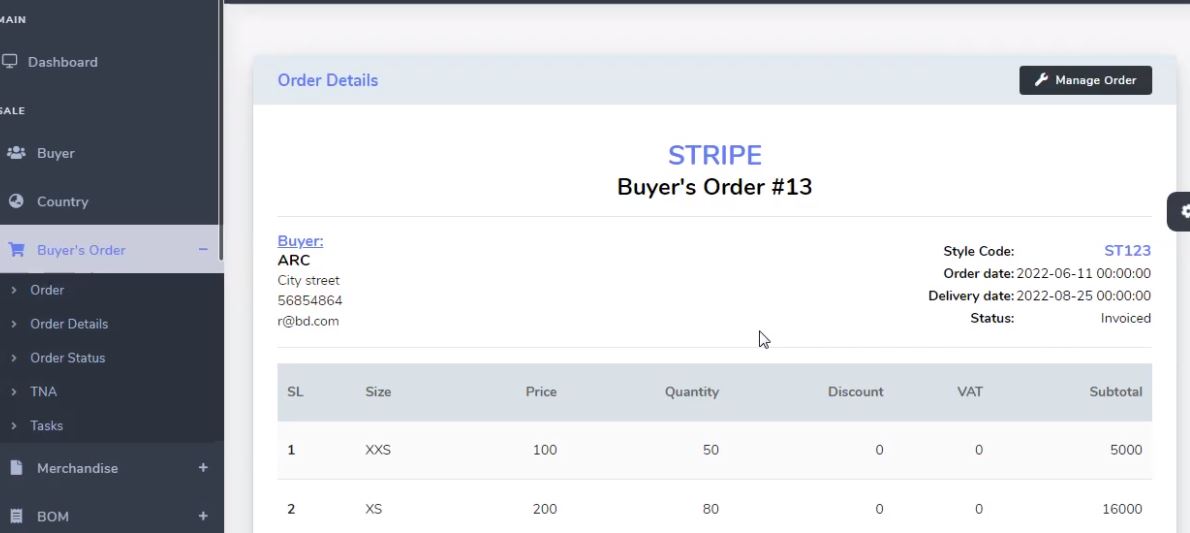 MAIN
Dashboard
SALE
Buyer
Country
Buyer's Order
Order
Order Details
Order Status
TNA
Tasks
Merchandise
BOM
Order Details
Manage Order
STRIPE
Buyer's Order #13
Buyer:
ARC
City street
56854864
r@bd.com
Style Code: ST123
Order date: 2022-06-11 00:00:00
Delivery date: 2022-08-25 00:00:00
Status: Invoiced
SL Size Price Quantity Discount VAT Subtotal
1 XXS 100 50 0 0 5000
2 XS 200 80 0 0 16000